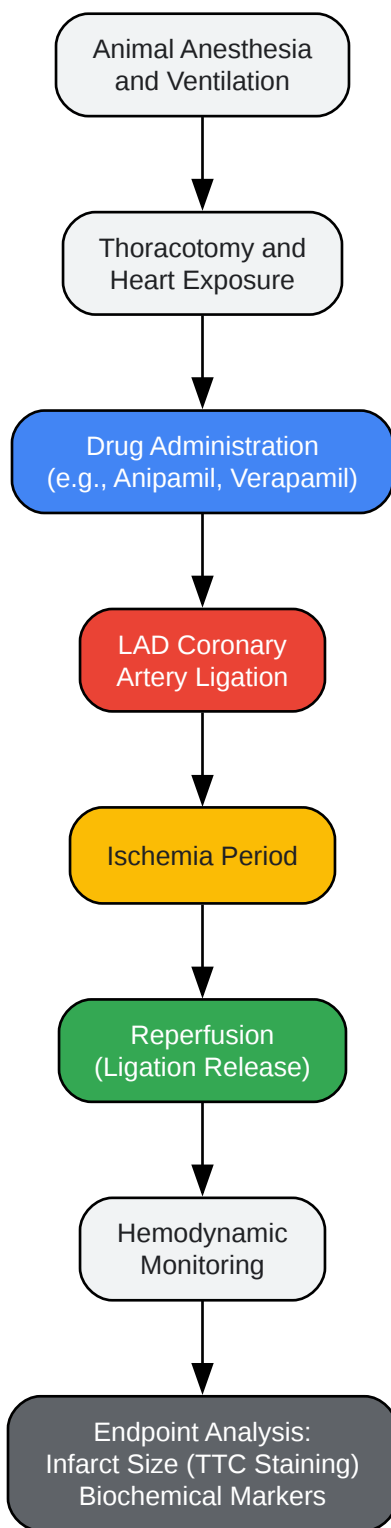 Animal Anesthesia
and Ventilation
Thoracotomy and
Heart Exposure
Drug Administration
(e.g., Anipamil, Verapamil)
LAD Coronary
Artery Ligation
Ischemia Period
Reperfusion
(Ligation Release)
Hemodynamic
Monitoring
Endpoint Analysis:
Infarct Size (TTC Staining)
Biochemical Markers